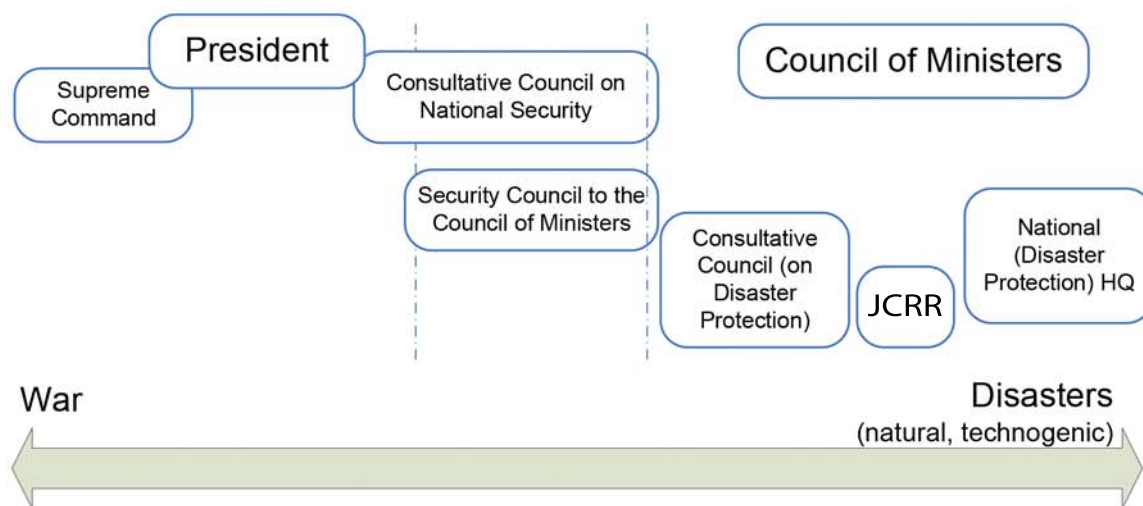 President
Supreme
Command
Consultative Council on
National Security
Council of Ministers
Security Council to the
Council of Ministers
Consultative
Council (on
Disaster
Protection)
JCRR
National
(Disaster
Protection) HQ
War
Disasters
(natural, technogenic)